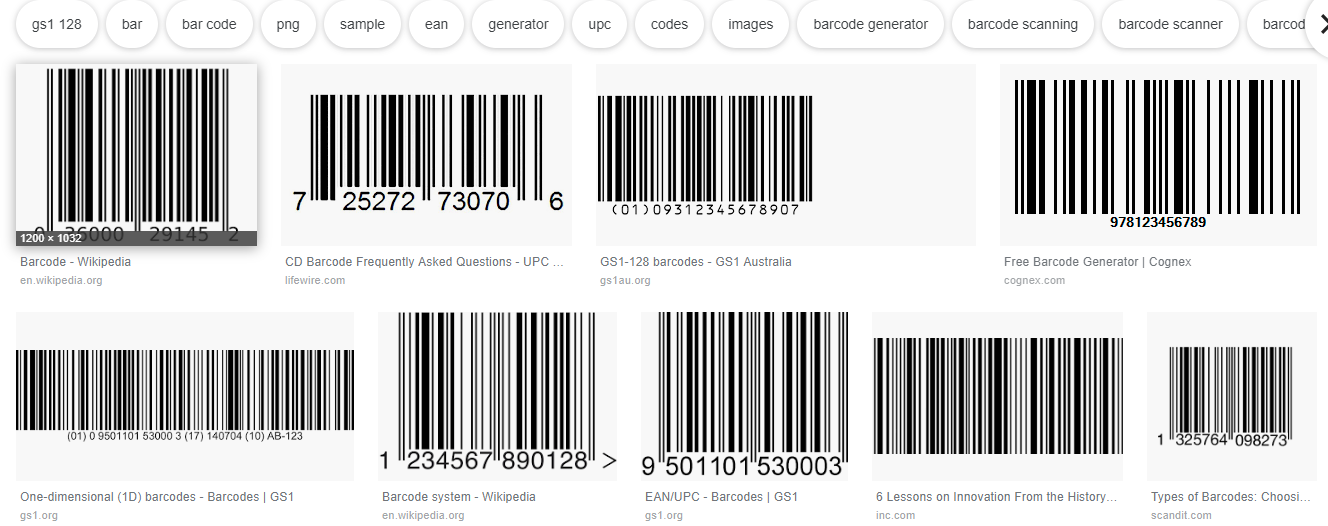 gs1 128 bar bar code png sample ean generator upc codes images barcode generator barcode scanning barcode scanner barcod
0 36000 29145 2
1200 × 1032
7 25272 73070 6
(01)09312345678907
978123456789
Barcode - Wikipedia
en.wikipedia.org
CD Barcode Frequently Asked Questions - UPC ...
lifewire.com
GS1-128 barcodes - GS1 Australia
gs1au.org
Free Barcode Generator | Cognex
cognex.com
(01) 0 9501101 53000 3 (17) 140704 (10) AB-123
1 234567 890128 >
9 501101 530003
1 325764 098273
One-dimensional (1D) barcodes - Barcodes | GS1
gs1.org
Barcode system - Wikipedia
en.wikipedia.org
EAN/UPC - Barcodes | GS1
gs1.org
6 Lessons on Innovation From the History...
inc.com
Types of Barcodes: Choosi...
scandit.com